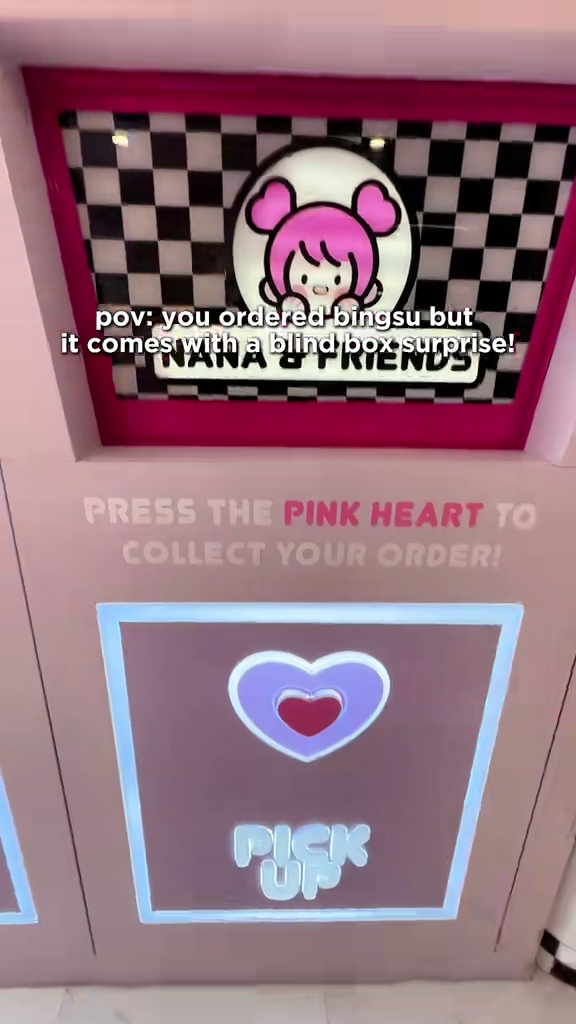 pov: you ordered bingsu but
it comes with a blind box surprise!
NANA & FRIENDS
PRESS THE PINK HEART TO
COLLECT YOUR ORDER!
PICK
UP